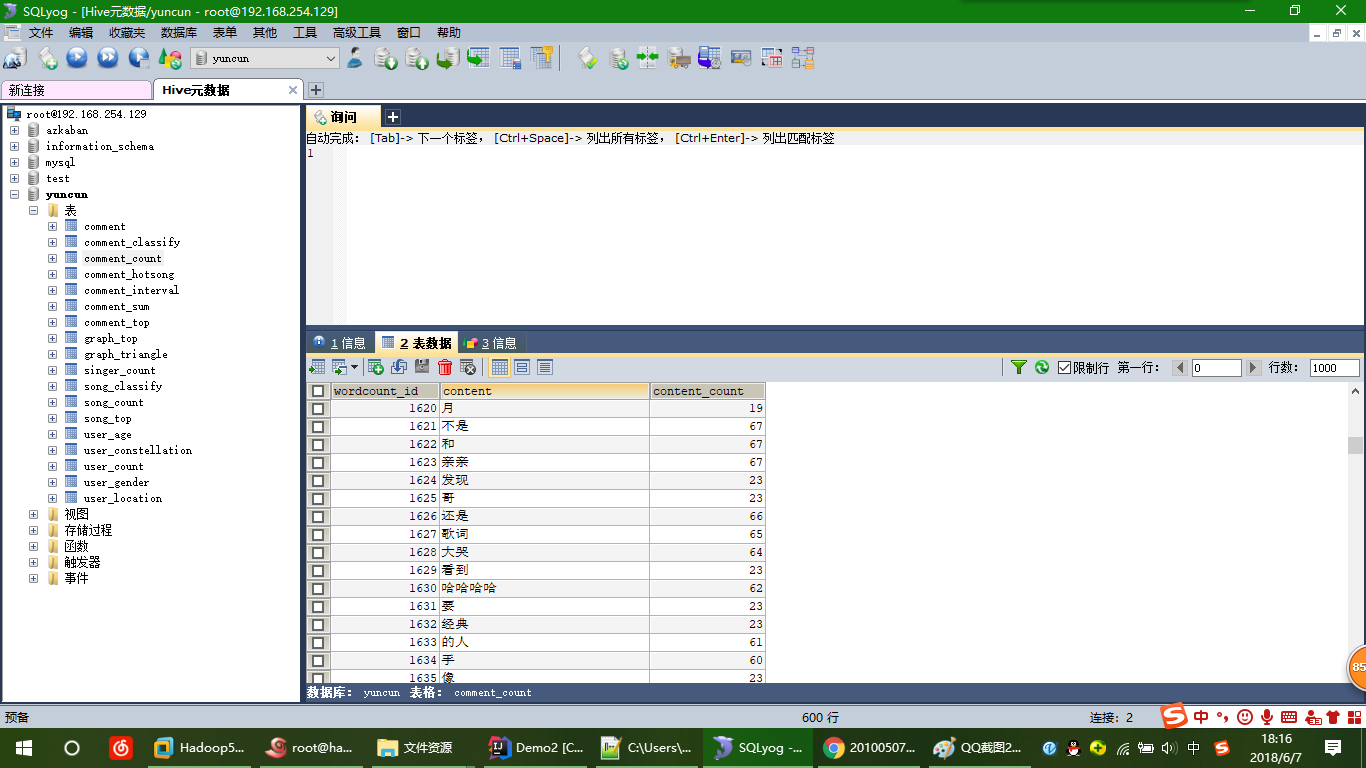 SQLyog - [Hive元数据/yuncun - root@192.168.254.129]
文件 编辑 收藏夹 数据库 表单 其他 工具 高级工具 窗口 帮助
yuncun
新连接 Hive元数据
root@192.168.254.129
azkaban
information_schema
mysql
test
yuncun
表
comment
comment_classify
comment_count
comment_hotsong
comment_interval
comment_sum
comment_top
graph_top
graph_triangle
singer_count
song_classify
song_count
song_top
user_age
user_constellation
user_count
user_gender
user_location
视图
存储过程
函数
触发器
事件
询问
自动完成: [Tab]-> 下一个标签, [Ctrl+Space]-> 列出所有标签, [Ctrl+Enter]-> 列出匹配标签
1
1 信息 2 表数据 3 信息
限制行 第一行: 0 行数: 1000
wordcount_id content content_count
1620 月 19
1621 不是 67
1622 和 67
1623 亲亲 67
1624 发现 23
1625 哥 23
1626 还是 66
1627 歌词 65
1628 大哭 64
1629 看到 23
1630 哈哈哈哈 62
1631 要 23
1632 经典 23
1633 的人 61
1634 手 60
1635 像 23
数据库: yuncun 表格: comment_count
预备 600 行 连接: 2
中
85
Hadoop5... root@ha... 文件资源 Demo2 [C... C:\Users\... SQLyog -... 20100507... QQ截图2...
中
18:16
2018/6/7